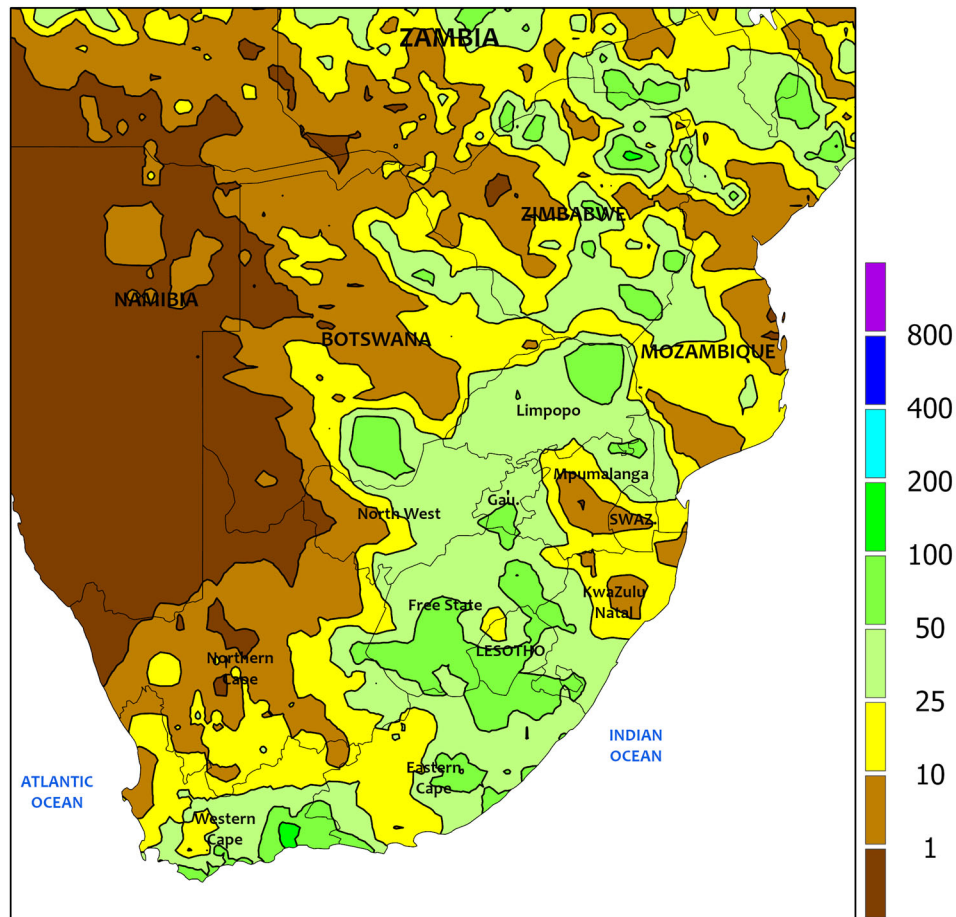 ZAMBIA
ZIMBABWE
NAMIBIA
BOTSWANA
MOZAMBIQUE
Limpopo
Mpumalanga
Gau.
North West
SWAZ.
KwaZulu
Natal
Free State
LESOTHO
Northern
Cape
INDIAN
OCEAN
Eastern
Cape
ATLANTIC
OCEAN
Western
Cape
800
400
200
100
50
25
10
1